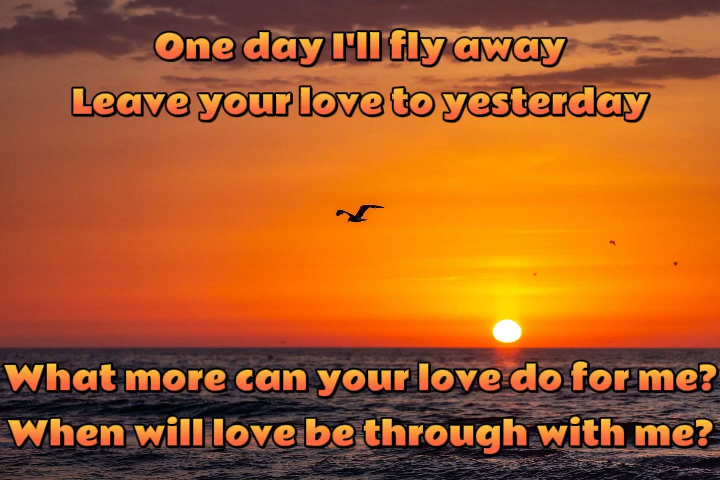 One day I'll fly away
Leave your love to yesterday
What more can your love do for me?
When will love be through with me?